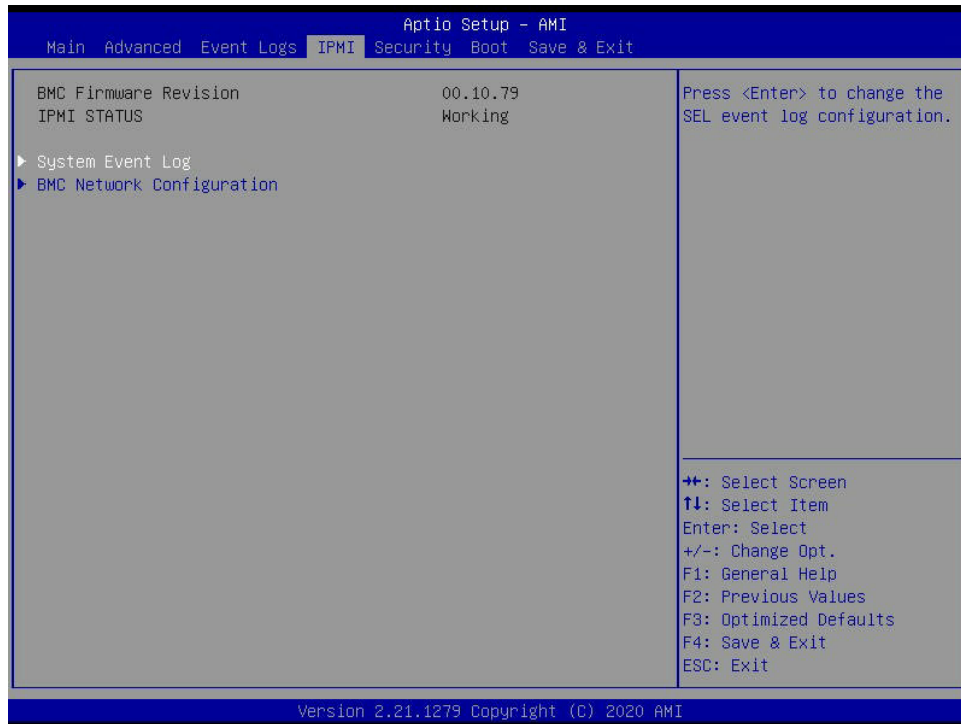 Aptio Setup - AMI
Main Advanced Event Logs IPMI Security Boot Save & Exit
BMC Firmware Revision 00.10.79
IPMI STATUS Working
System Event Log
BMC Network Configuration
Press <Enter> to change the
SEL event log configuration.
→←: Select Screen
↑↓: Select Item
Enter: Select
+/-: Change Opt.
F1: General Help
F2: Previous Values
F3: Optimized Defaults
F4: Save & Exit
ESC: Exit
Version 2.21.1279 Copyright (C) 2020 AMI